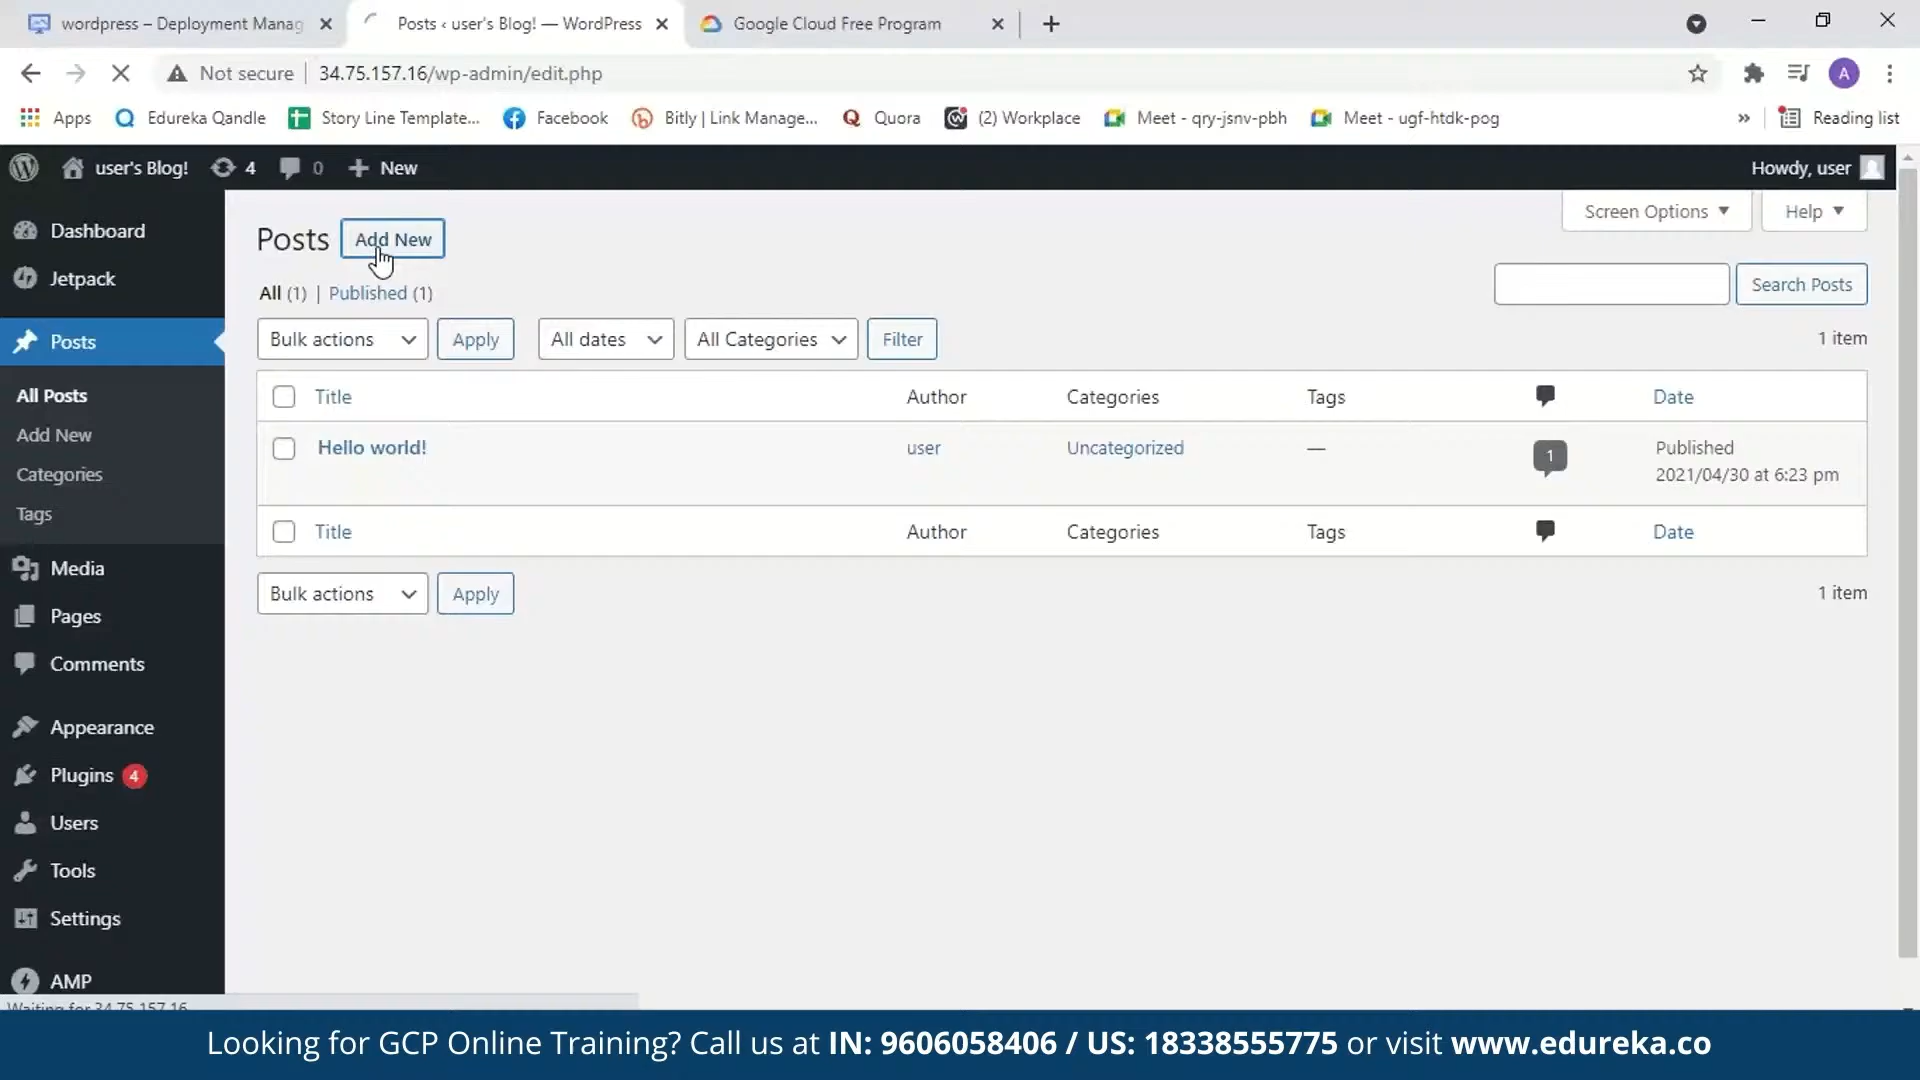 wordpress – Deployment Manag
Posts ‹ user's Blog! — WordPress
Google Cloud Free Program
Not secure
34.75.157.16/wp-admin/edit.php
A
Apps
Edureka Qandle
Story Line Template...
Facebook
Bitly | Link Manage...
Quora
(2) Workplace
Meet - qry-jsnv-pbh
Meet - ugf-htdk-pog
»
Reading list
user's Blog!
4
0
New
Howdy, user
Dashboard
Jetpack
Posts
All Posts
Add New
Categories
Tags
Media
Pages
Comments
Appearance
Plugins 4
Users
Tools
Settings
AMP
Waiting for 34.75.157.16
Posts
Add New
Screen Options
Help
All (1) | Published (1)
Search Posts
Bulk actions
Apply
All dates
All Categories
Filter
1 item
Title
Author
Categories
Tags
Date
Hello world!
user
Uncategorized
—
1
Published
2021/04/30 at 6:23 pm
Title
Author
Categories
Tags
Date
Bulk actions
Apply
1 item
Looking for GCP Online Training? Call us at IN: 9606058406 / US: 18338555775 or visit www.edureka.co